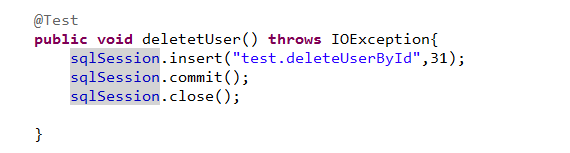 @Test
public void deletetUser() throws IOException{
sqlSession.insert("test.deleteUserById",31);
sqlSession.commit();
sqlSession.close();
}